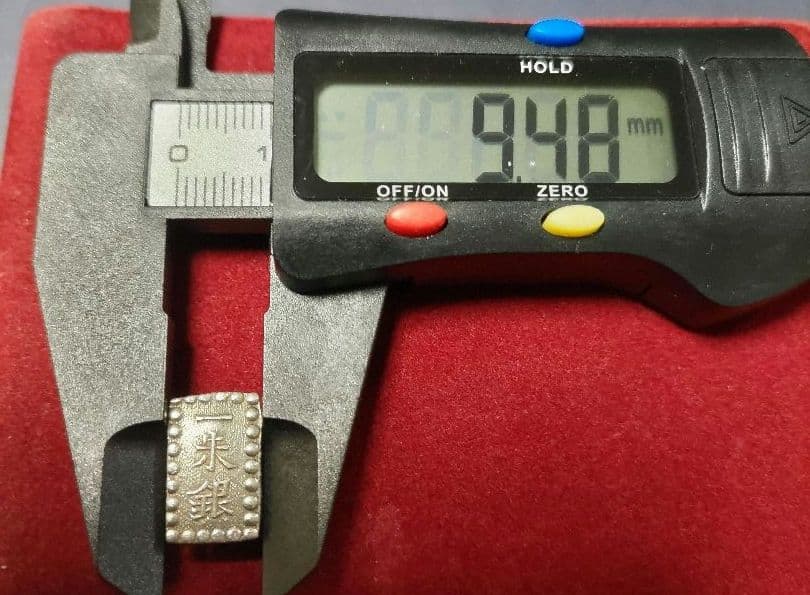 HOLD
9.48 mm
OFF/ON ZERO
0 1
一朱銀